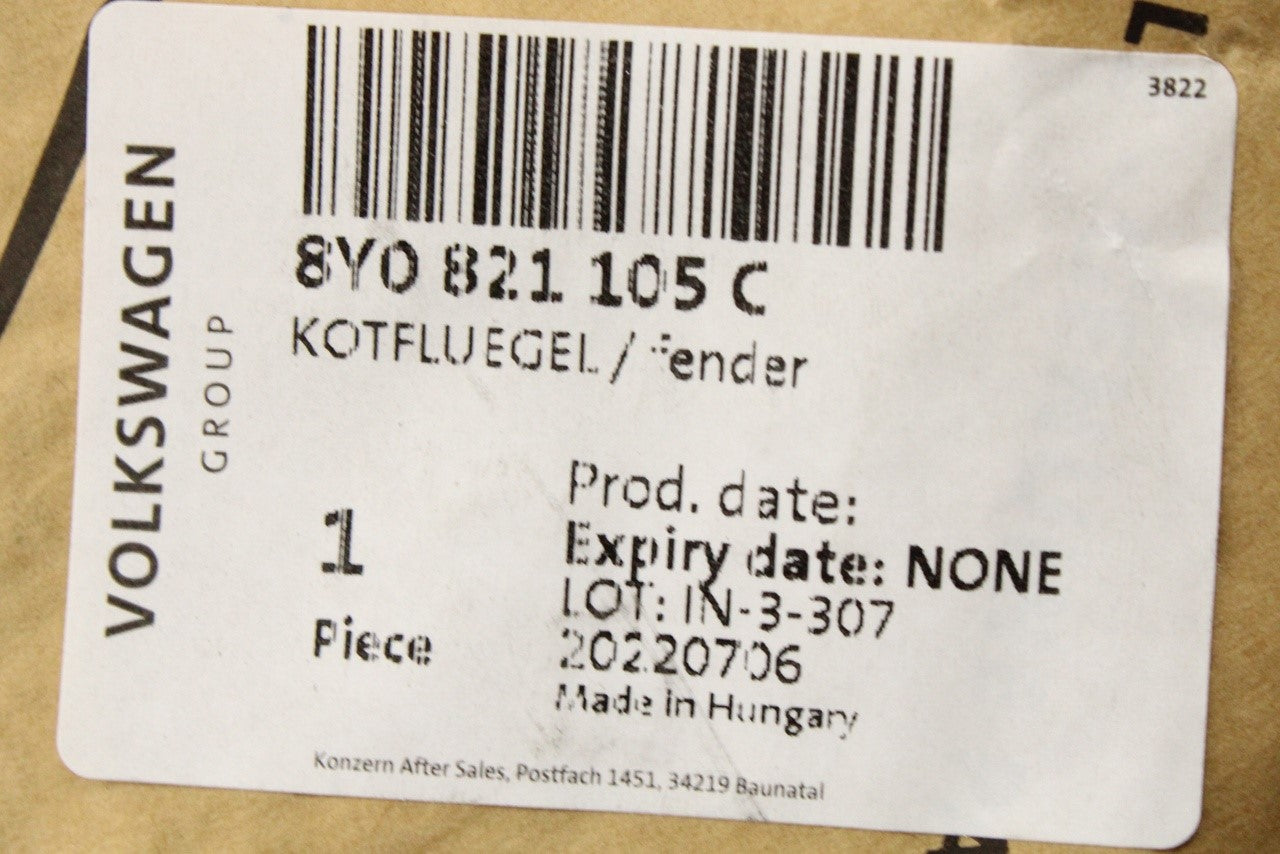 3822
VOLKSWAGEN
GROUP
8Y0 821 105 C
KOTFLUEGEL / fender
1
Piece
Prod. date:
Expiry date: NONE
LOT: IN-3-307
20220706
Made in Hungary
Konzern After Sales, Postfach 1451, 34219 Baunatal